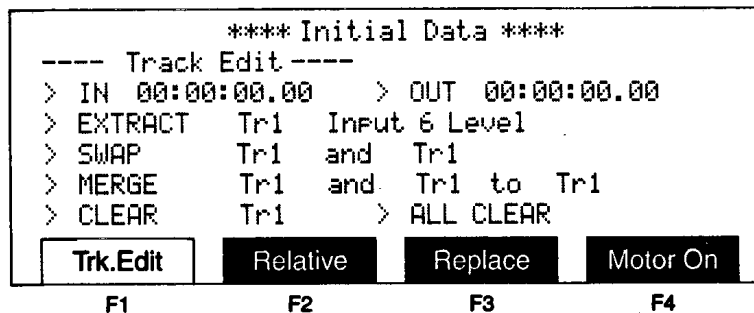 **** Initial Data ****
---- Track Edit ----
> IN 00:00:00.00 > OUT 00:00:00.00
> EXTRACT Tr1 Input 6 Level
> SWAP Tr1 and Tr1
> MERGE Tr1 and Tr1 to Tr1
> CLEAR Tr1 > ALL CLEAR
Trk.Edit Relative Replace Motor On
F1 F2 F3 F4